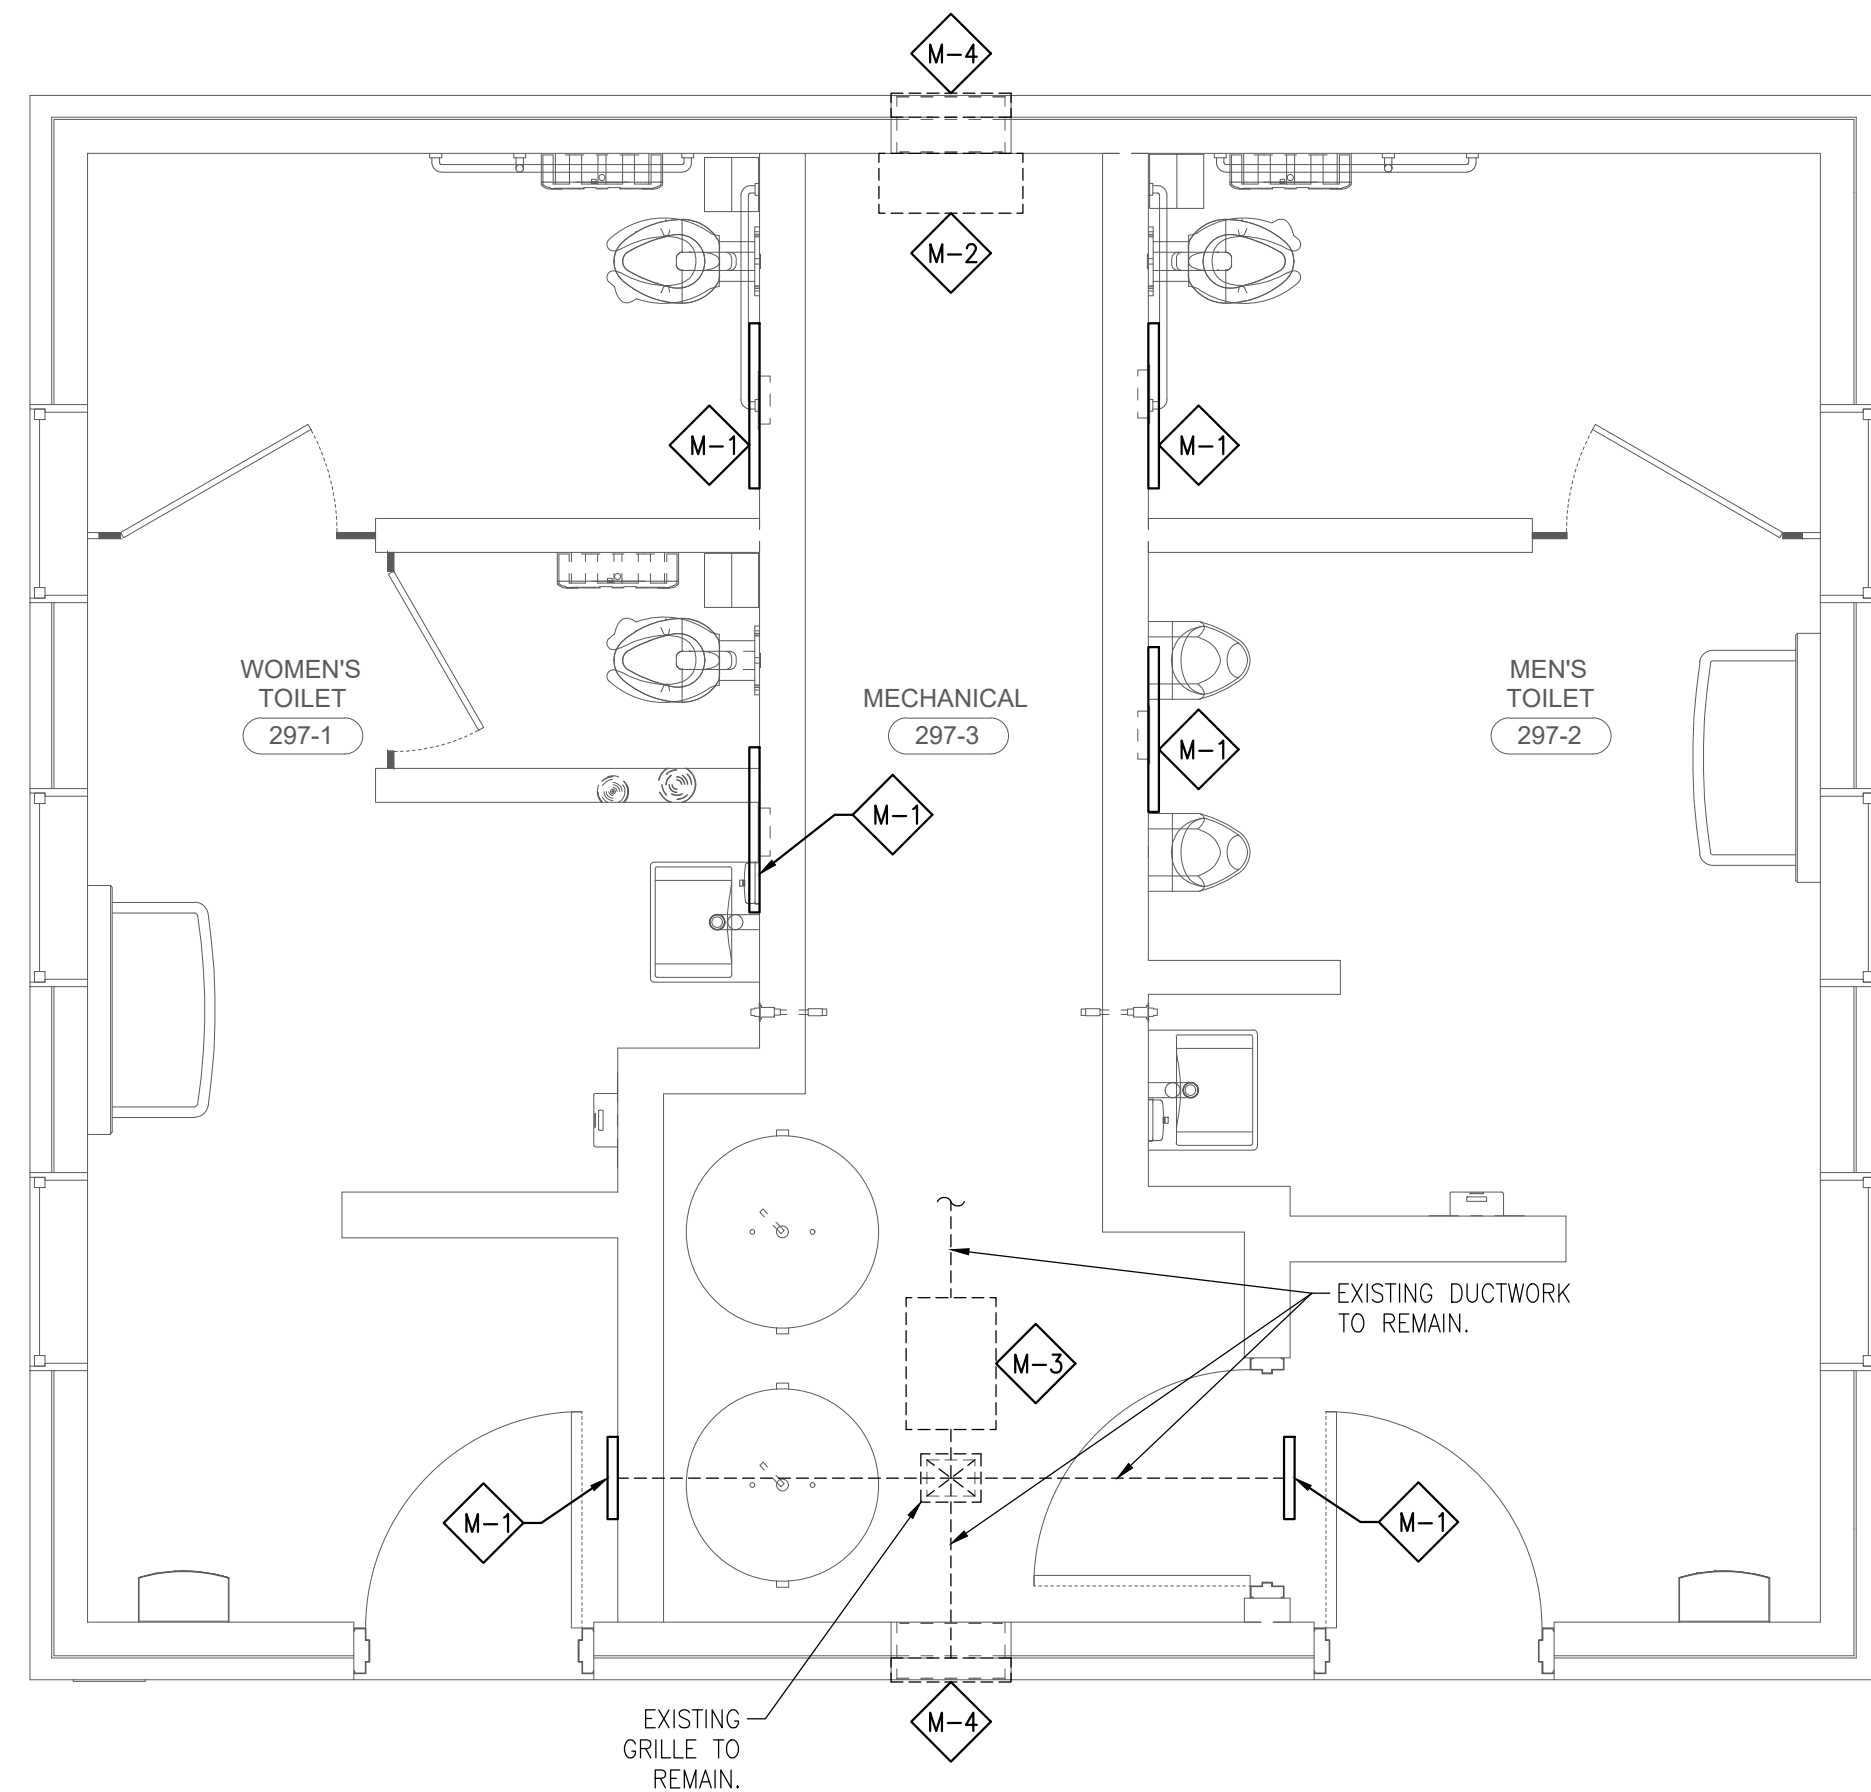 M-4
M-2
M-1
M-1
WOMEN'S
TOILET
297-1
MECHANICAL
297-3
MEN'S
TOILET
297-2
M-1
M-1
EXISTING DUCTWORK
TO REMAIN.
M-3
M-1
M-1
EXISTING
GRILLE TO
REMAIN.
M-4